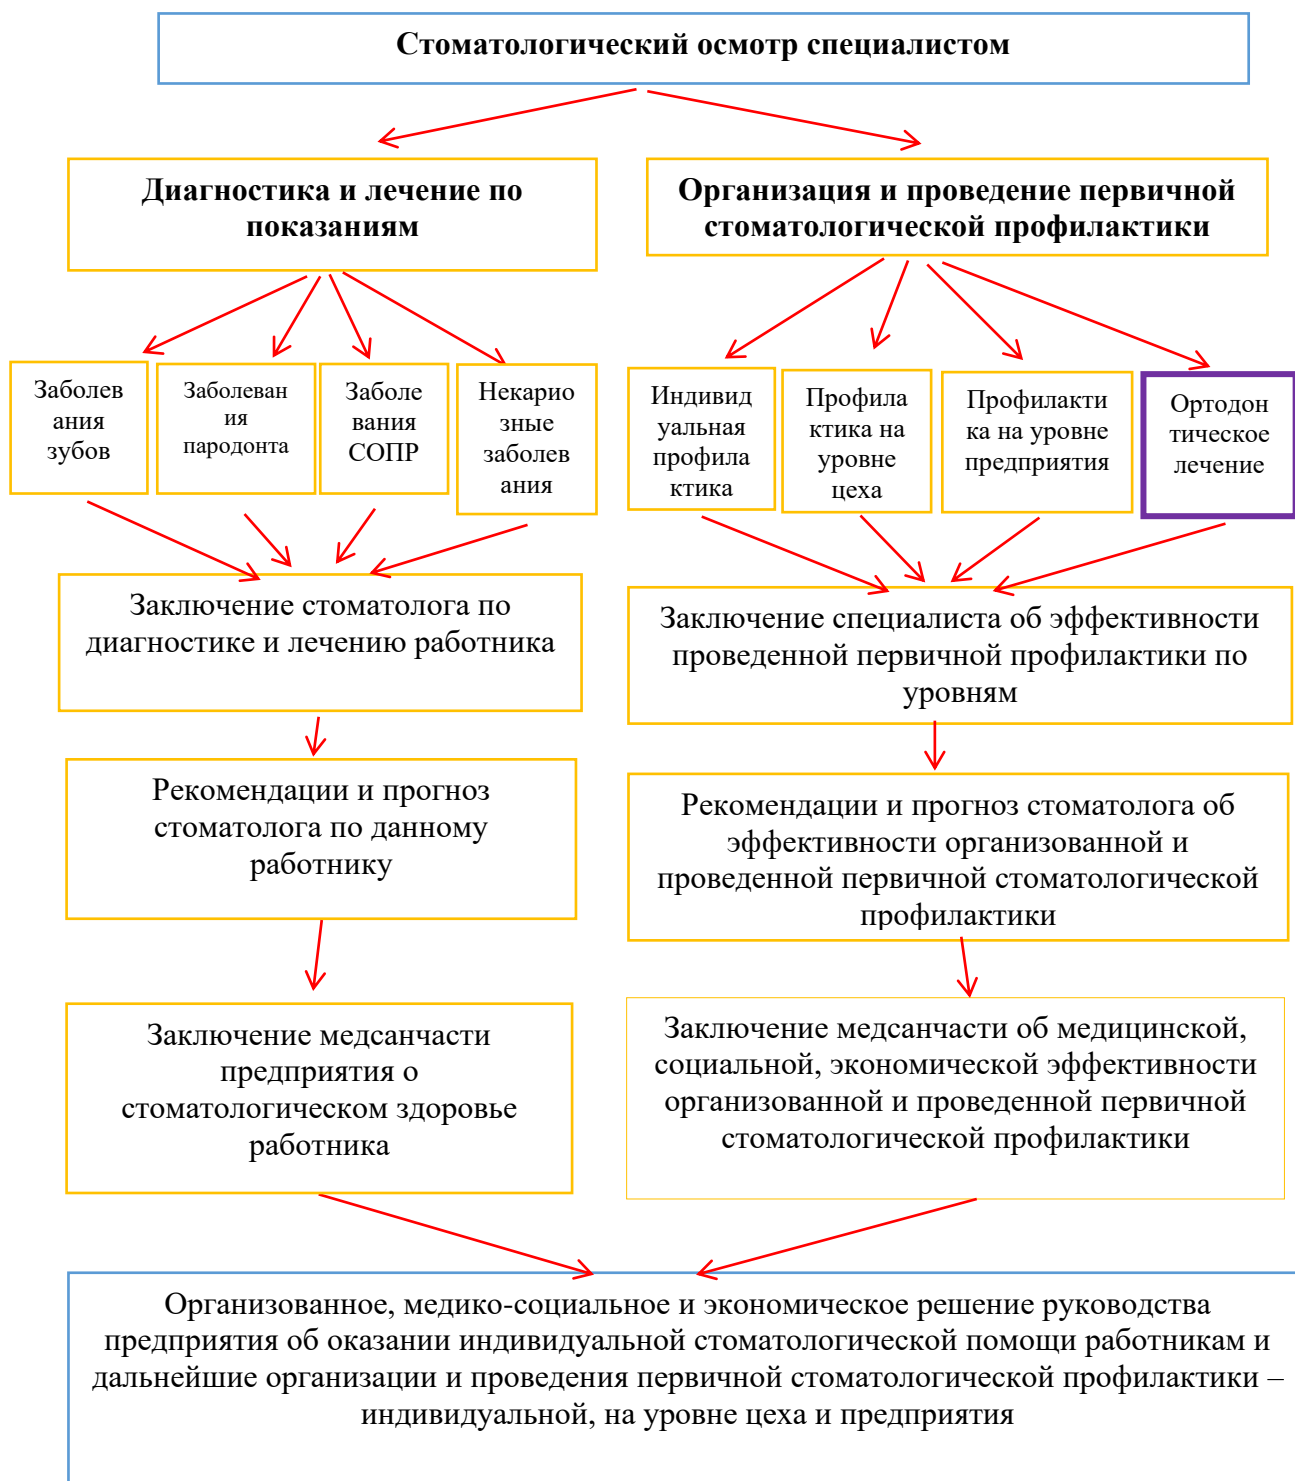 Стоматологический осмотр специалистом
Диагностика и лечение по
показаниям
Организация и проведение первичной
стоматологической профилактики
Заболев
ания
зубов
Заболеван
ия
пародонта
Заболе
вания
СОПР
Некарио
зные
заболев
ания
Индивид
уальная
профила
ктика
Профила
ктика на
уровне
цеха
Профилакти
ка на уровне
предприятия
Ортодон
тическое
лечение
Заключение стоматолога по
диагностике и лечению работника
Заключение специалиста об эффективности
проведенной первичной профилактики по
уровням
Рекомендации и прогноз
стоматолога по данному
работнику
Рекомендации и прогноз стоматолога об
эффективности организованной и
проведенной первичной стоматологической
профилактики
Заключение медсанчасти
предприятия о
стоматологическом здоровье
работника
Заключение медсанчасти об медицинской,
социальной, экономической эффективности
организованной и проведенной первичной
стоматологической профилактики
Организованное, медико-социальное и экономическое решение руководства
предприятия об оказании индивидуальной стоматологической помощи работникам и
дальнейшие организации и проведения первичной стоматологической профилактики –
индивидуальной, на уровне цеха и предприятия